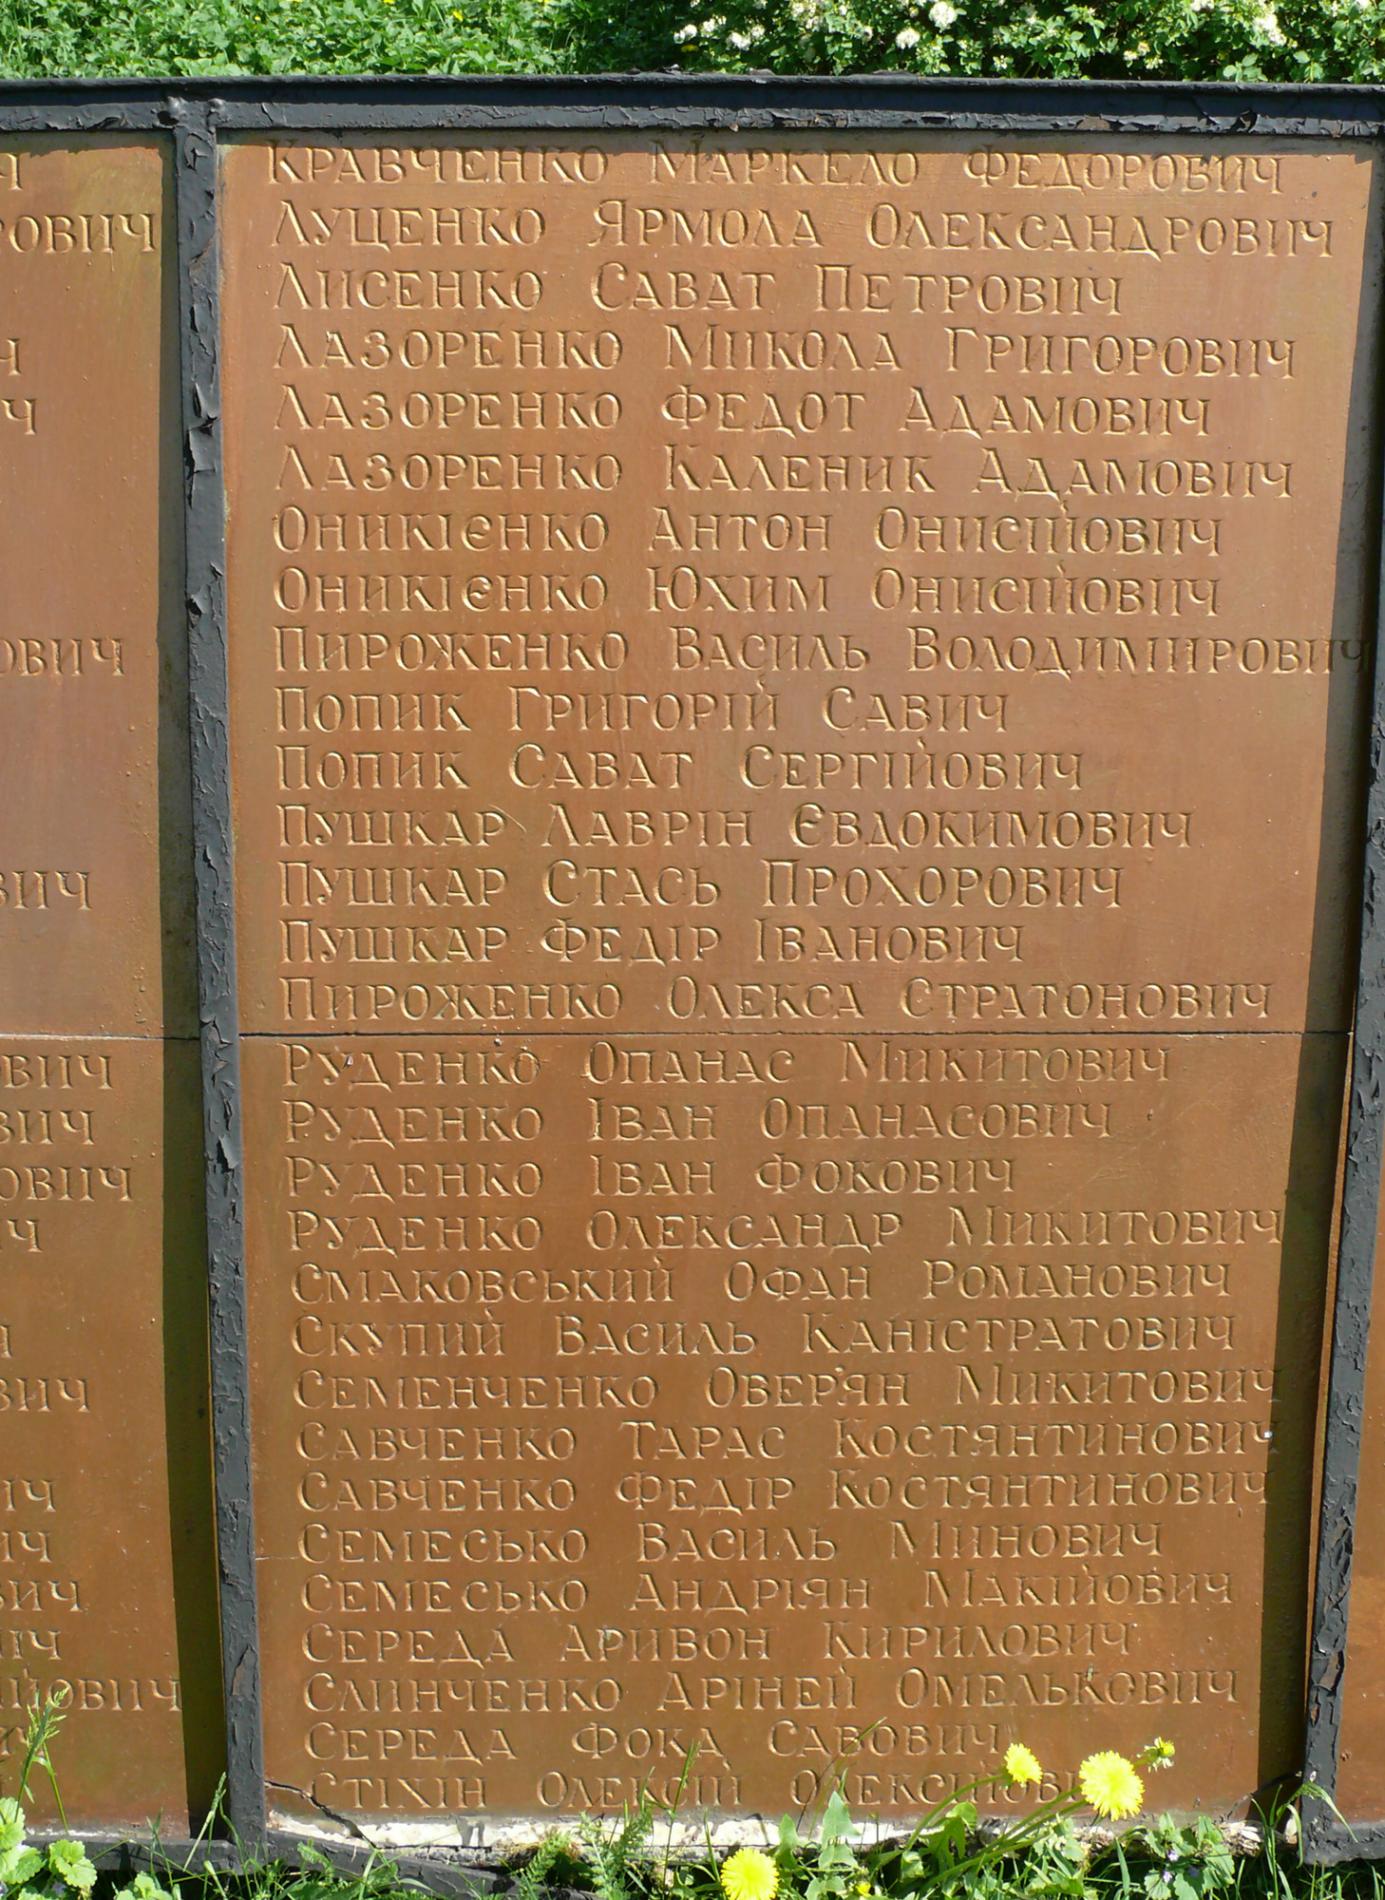 Кравченко Маркело Федорович
Луценко Ярмола Олександрович
Лисенко Сават Петрович
Лазоренко Микола Григорович
Лазоренко Федот Адамович
Лазоренко Каленик Адамович
Оникієнко Антон Онисійович
Оникієнко Юхим Онисійович
Пироженко Василь Володимирович
Попик Григорій Савич
Попик Сават Сергійович
Пушкар Лаврін Євдокимович
Пушкар Стась Прохорович
Пушкар Федір Іванович
Пироженко Олекса Стратонович
Руденко Опанас Микитович
Руденко Іван Опанасович
Руденко Іван Фокович
Руденко Олександр Микитович
Смаковський Офан Романович
Скупий Василь Каністратович
Семенченко Овер'ян Микитович
Савченко Тарас Костянтинович
Савченко Федір Костянтинович
Семесько Василь Минович
Семесько Андріян Макійович
Середа Аривон Кирилович
Слинченко Аріней Омелькович
Середа Фока Савович
Стіхін Олексій